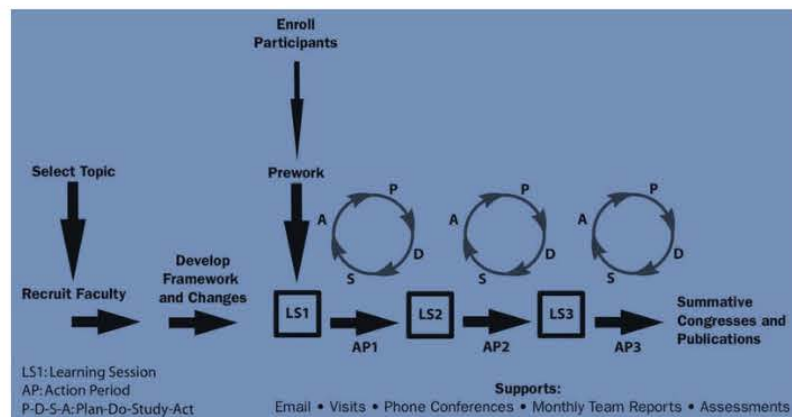 Enroll
Participants
Select Topic
Prework
P
A
D
S
P
A
D
S
P
A
D
S
Recruit Faculty
Develop
Framework
and Changes
LS1
LS2
LS3
AP1
AP2
AP3
Summative
Congresses and
Publications
LS1: Learning Session
AP: Action Period
P-D-S-A: Plan-Do-Study-Act
Supports:
Email • Visits • Phone Conferences • Monthly Team Reports • Assessments